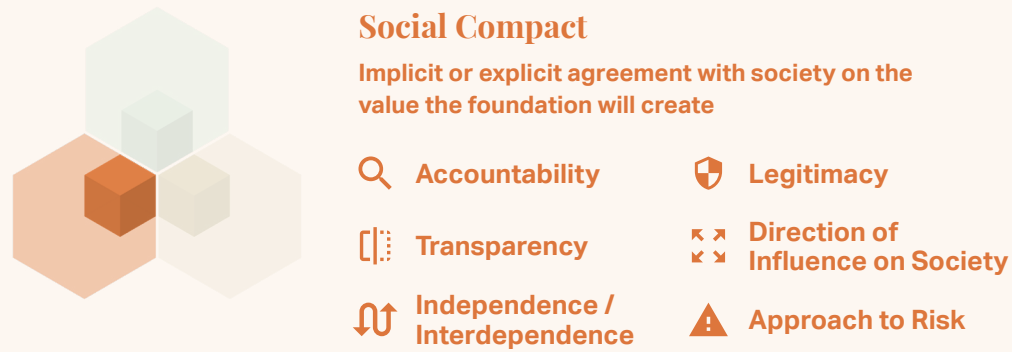 Social Compact
Implicit or explicit agreement with society on the
value the foundation will create
Accountability
Legitimacy
Transparency
Direction of
Influence on Society
Independence /
Interdependence
Approach to Risk